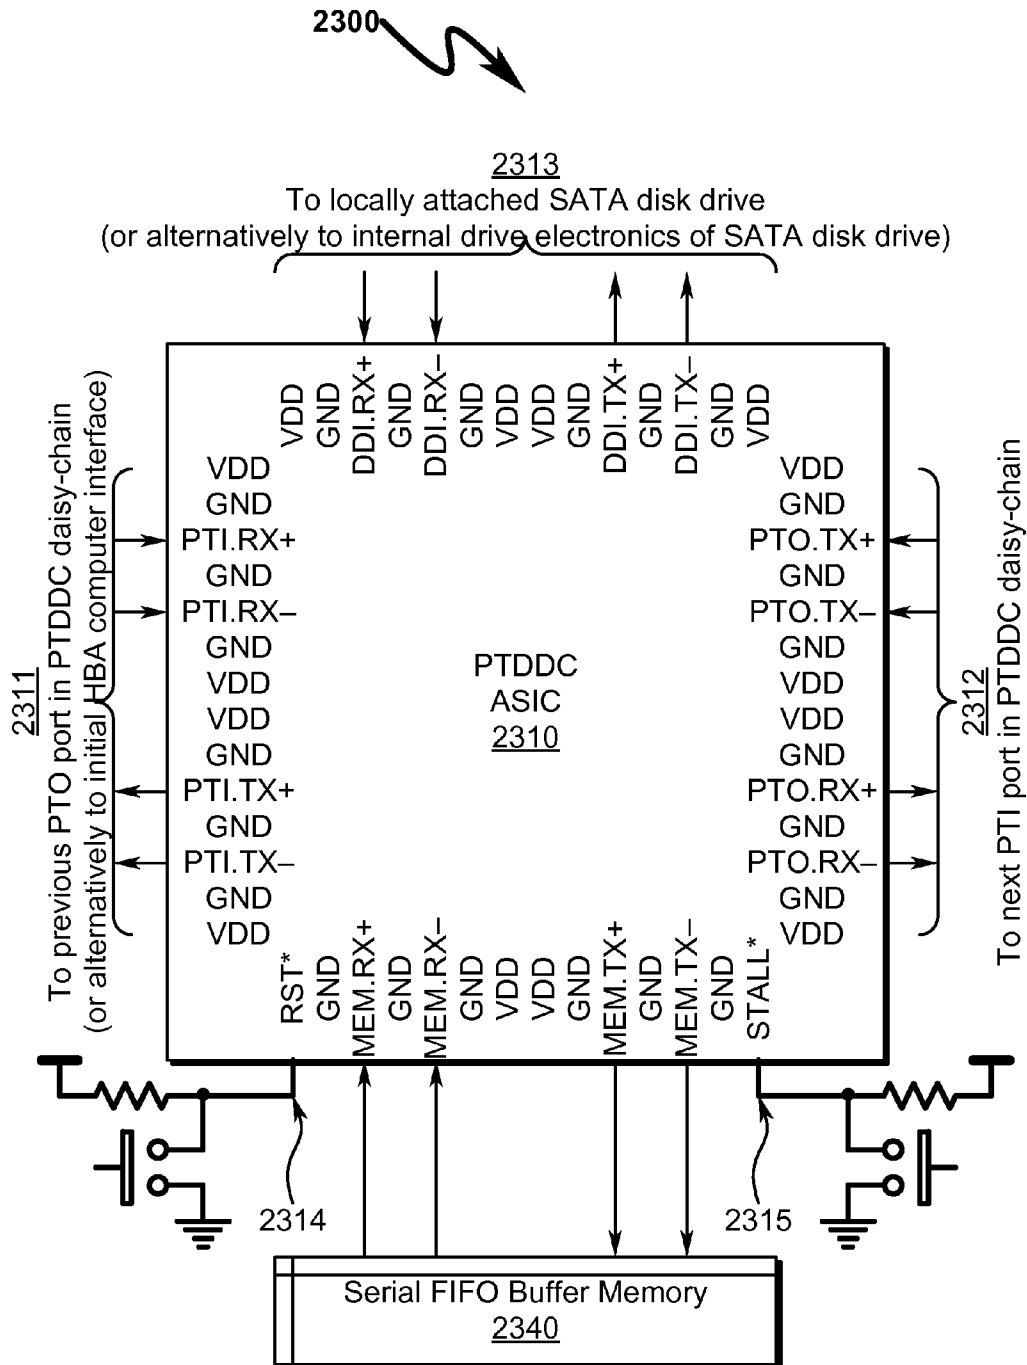 2300
2313
To locally attached SATA disk drive
(or alternatively to internal drive electronics of SATA disk drive)
VDD
GND
DDI.RX+
GND
DDI.RX–
GND
VDD
VDD
GND
DDI.TX+
GND
DDI.TX–
GND
VDD
2311
To previous PTO port in PTDDC daisy-chain
(or alternatively to initial HBA computer interface)
VDD
GND
PTI.RX+
GND
PTI.RX–
GND
VDD
VDD
GND
PTI.TX+
GND
PTI.TX–
GND
VDD
PTDDC
ASIC
2310
VDD
GND
PTO.TX+
GND
PTO.TX–
GND
VDD
VDD
GND
PTO.RX+
GND
PTO.RX–
GND
VDD
2312
To next PTI port in PTDDC daisy-chain
RST*
GND
MEM.RX+
GND
MEM.RX–
GND
VDD
VDD
GND
MEM.TX+
GND
MEM.TX–
GND
STALL*
2314
2315
Serial FIFO Buffer Memory
2340